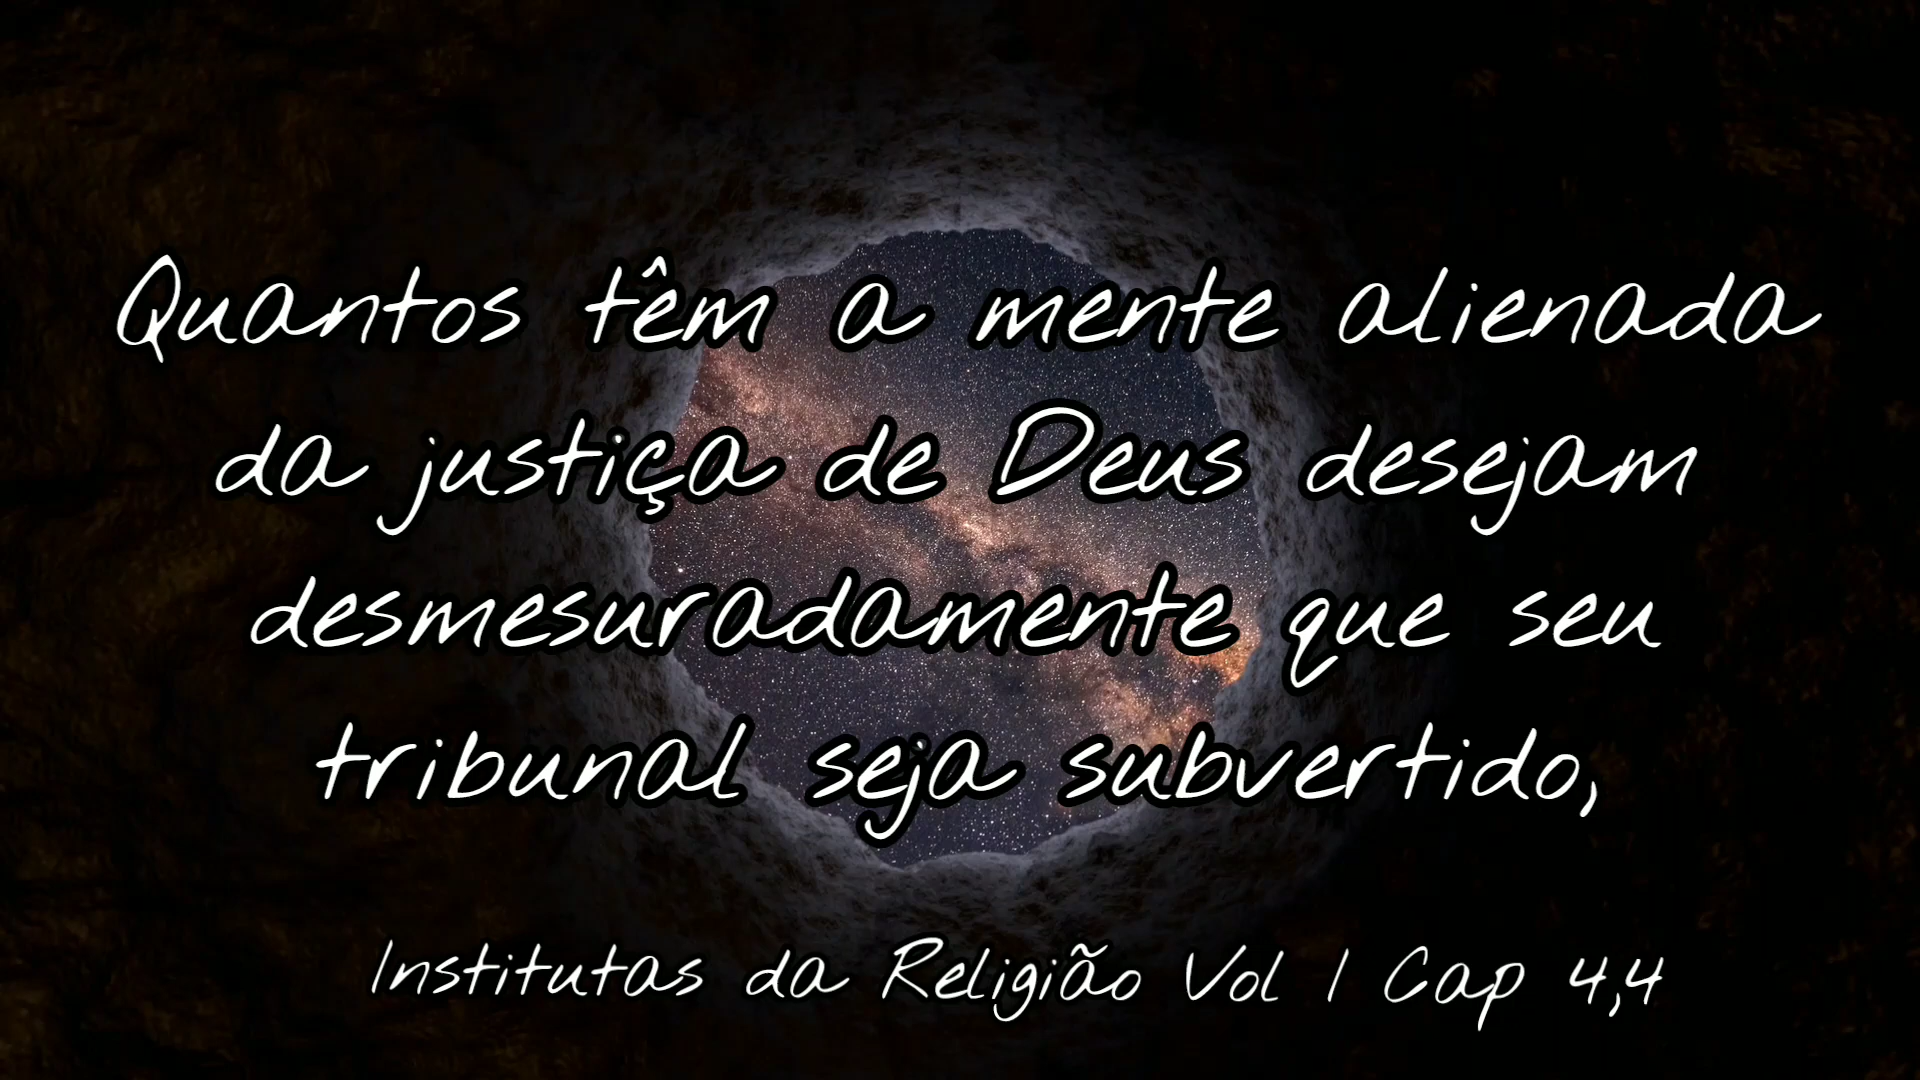 Quantos têm a mente alienada
da justiça de Deus desejam
desmesuradamente que seu
tribunal seja subvertido,
Institutas da Religião Vol 1 Cap 4,4